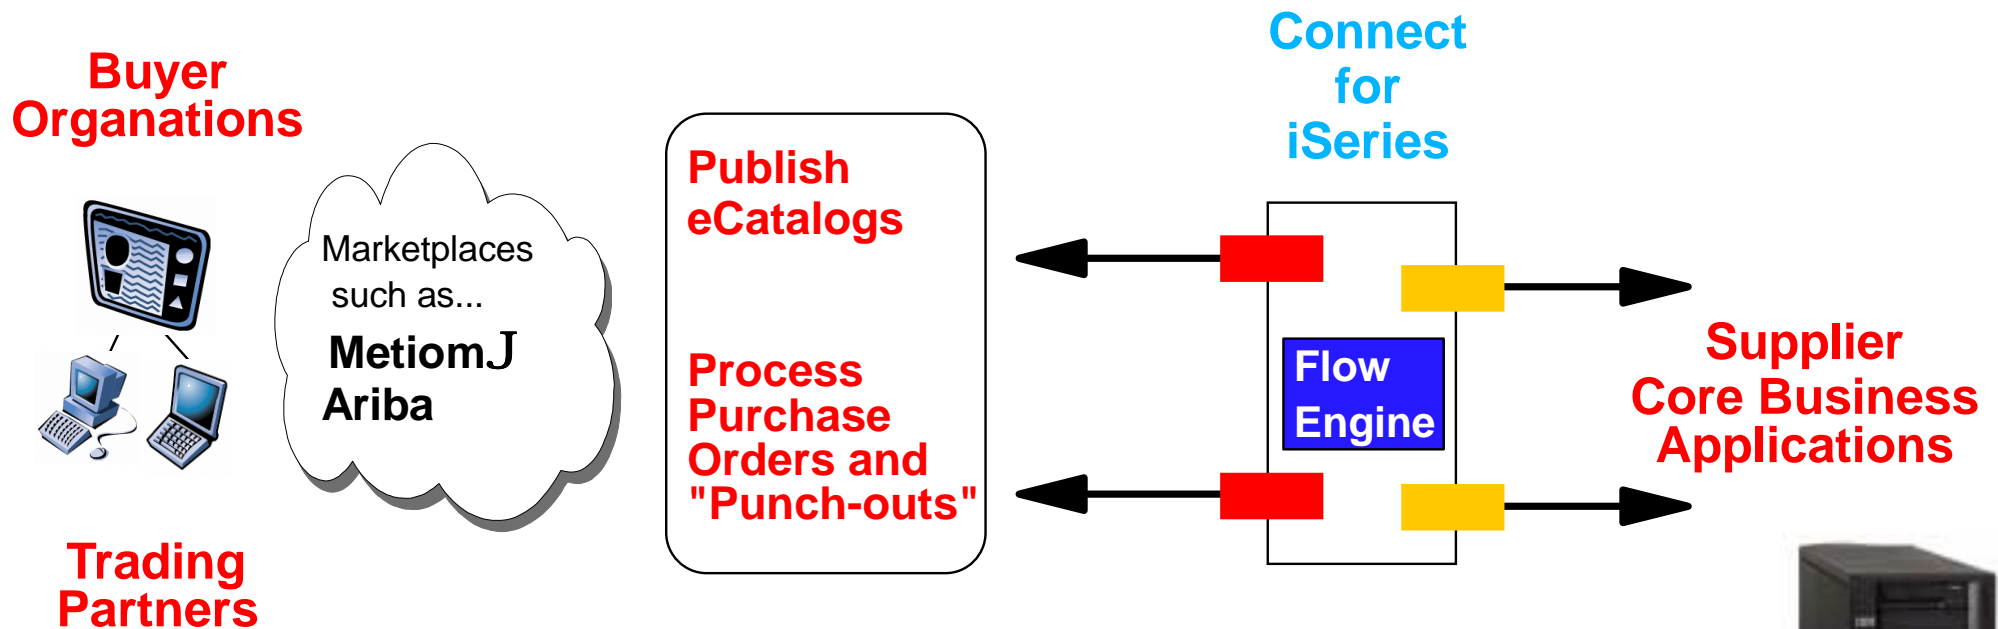 Buyer
Organations
Trading
Partners
Marketplaces
such as...
MetiomJ
Ariba
Publish
eCatalogs
Process
Purchase
Orders and
"Punch-outs"
Connect
for
iSeries
Flow
Engine
Supplier
Core Business
Applications